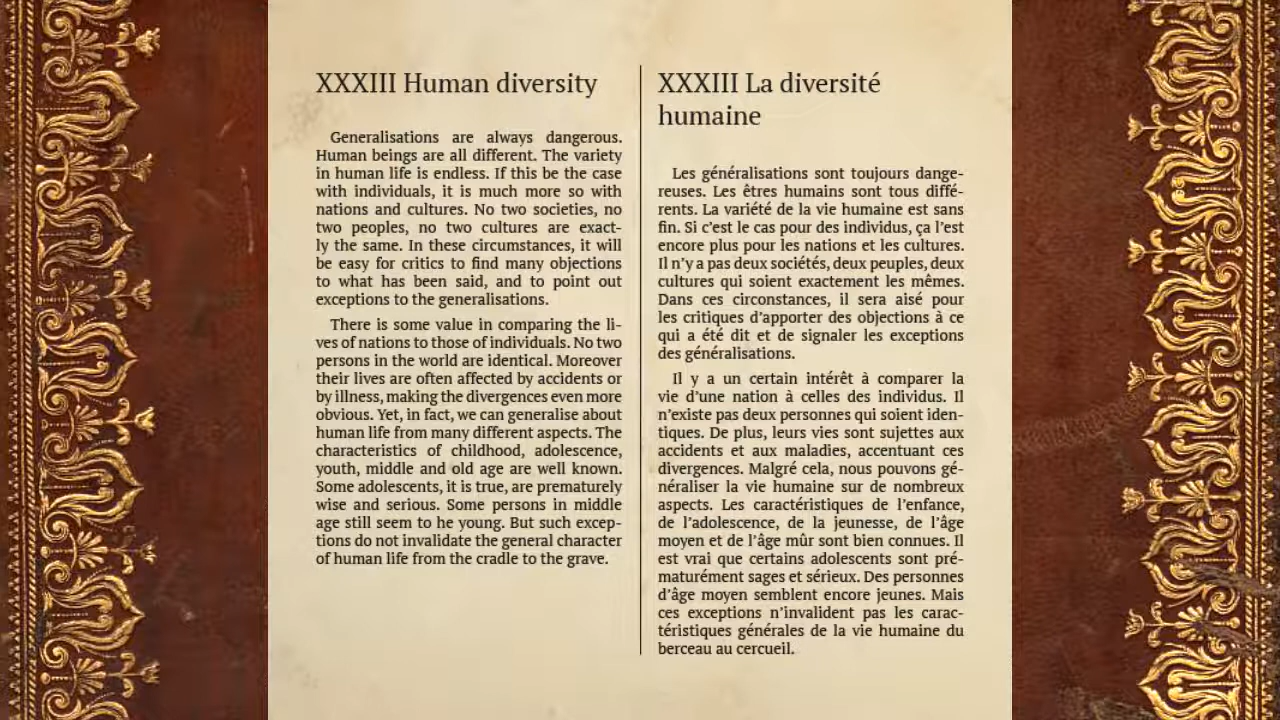 XXXIII Human diversity
Generalisations are always dangerous.
Human beings are all different. The variety
in human life is endless. If this be the case
with individuals, it is much more so with
nations and cultures. No two societies, no
two peoples, no two cultures are exact-
ly the same. In these circumstances, it will
be easy for critics to find many objections
to what has been said, and to point out
exceptions to the generalisations.
There is some value in comparing the li-
ves of nations to those of individuals. No two
persons in the world are identical. Moreover
their lives are often affected by accidents or
by illness, making the divergences even more
obvious. Yet, in fact, we can generalise about
human life from many different aspects. The
characteristics of childhood, adolescence,
youth, middle and old age are well known.
Some adolescents, it is true, are prematurely
wise and serious. Some persons in middle
age still seem to he young. But such excep-
tions do not invalidate the general character
of human life from the cradle to the grave.
XXXIII La diversité
humaine
Les généralisations sont toujours dange-
reuses. Les êtres humains sont tous diffé-
rents. La variété de la vie humaine est sans
fin. Si c’est le cas pour des individus, ça l’est
encore plus pour les nations et les cultures.
Il n’y a pas deux sociétés, deux peuples, deux
cultures qui soient exactement les mêmes.
Dans ces circonstances, il sera aisé pour
les critiques d’apporter des objections à ce
qui a été dit et de signaler les exceptions
des généralisations.
Il y a un certain intérêt à comparer la
vie d’une nation à celles des individus. Il
n’existe pas deux personnes qui soient iden-
tiques. De plus, leurs vies sont sujettes aux
accidents et aux maladies, accentuant ces
divergences. Malgré cela, nous pouvons gé-
néraliser la vie humaine sur de nombreux
aspects. Les caractéristiques de l’enfance,
de l’adolescence, de la jeunesse, de l’âge
moyen et de l’âge mûr sont bien connues. Il
est vrai que certains adolescents sont pré-
maturément sages et sérieux. Des personnes
d’âge moyen semblent encore jeunes. Mais
ces exceptions n’invalident pas les carac-
téristiques générales de la vie humaine du
berceau au cercueil.